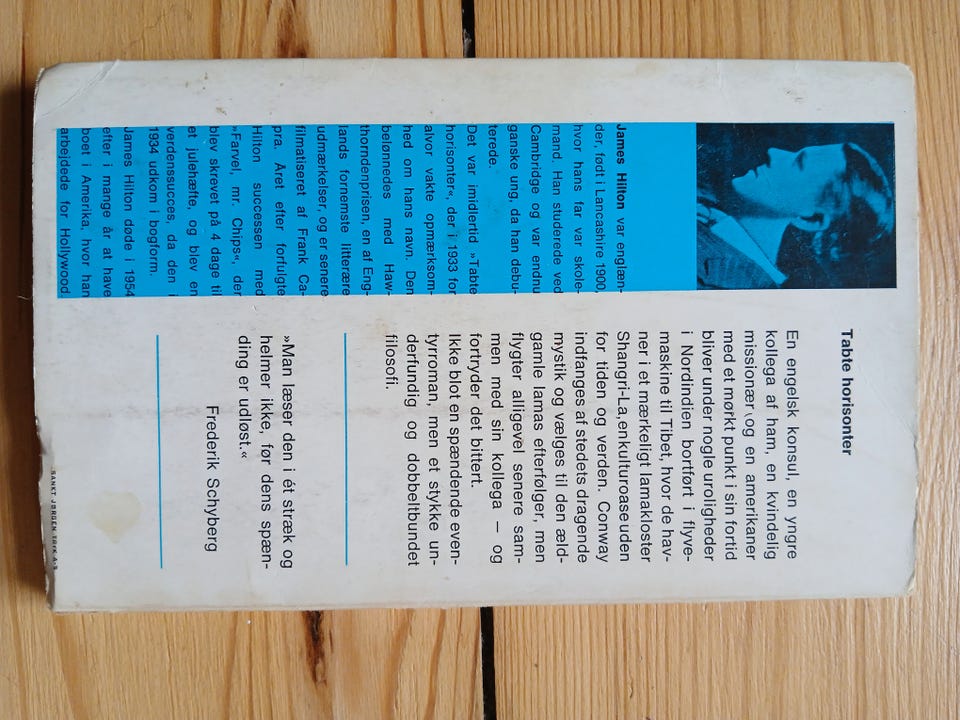 Tabte horisonter
En engelsk konsul, en yngre
kollega af ham, en kvindelig
missionær og en amerikaner
med et mørkt punkt i sin fortid
bliver under nogle uroligheder
i Nordindien bortført i flyve-
maskine til Tibet, hvor de hav-
ner i et mærkeligt lamakloster
Shangri-La, en kulturoase uden
for tiden og verden. Conway
indfanges af stedets dragende
mystik og vælges til den æld-
gamle lamas efterfølger, men
flygter alligevel senere sam-
men med sin kollega – og
fortryder det bittert.
Ikke blot en spændende even-
tyrroman, men et stykke un-
derfundig og dobbeltbundet
filosofi.
»Man læser den i ét stræk og
helmer ikke, før dens spæn-
ding er udløst.«
Frederik Schyberg
James Hilton var englæn-
der, født i Lancashire 1900,
hvor hans far var skole-
mand. Han studerede ved
Cambridge og var endnu
ganske ung, da han debu-
terede.
Det var imidlertid »Tabte
horisonter«, der i 1933 for
alvor vakte opmærksom-
hed om hans navn. Den
belønnedes med Haw-
thorndenprisen, en af Eng-
lands fornemste litterære
udmærkelser, og er senere
filmatiseret af Frank Ca-
pra. Året efter forfulgte
Hilton successen med
»Farvel, mr. Chips«, der
blev skrevet på 4 dage til
et julehæfte, og blev en
verdenssucces, da den i
1934 udkom i bogform.
James Hilton døde i 1954
efter i mange år at have
boet i Amerika, hvor han
arbejdede for Hollywood.
SANKT JØRGEN TRYK A-S